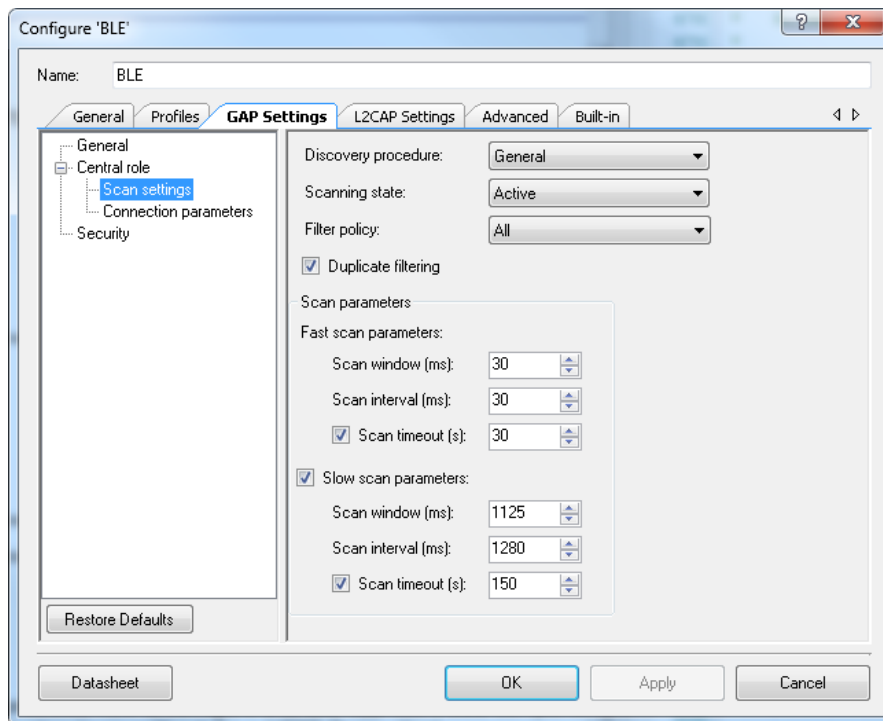 Configure 'BLE'
Name: BLE
General Profiles GAP Settings L2CAP Settings Advanced Built-in
General
Central role
Scan settings
Connection parameters
Security
Restore Defaults
Discovery procedure: General
Scanning state: Active
Filter policy: All
Duplicate filtering
Scan parameters
Fast scan parameters:
Scan window (ms): 30
Scan interval (ms): 30
Scan timeout (s): 30
Slow scan parameters:
Scan window (ms): 1125
Scan interval (ms): 1280
Scan timeout (s): 150
Datasheet OK Apply Cancel